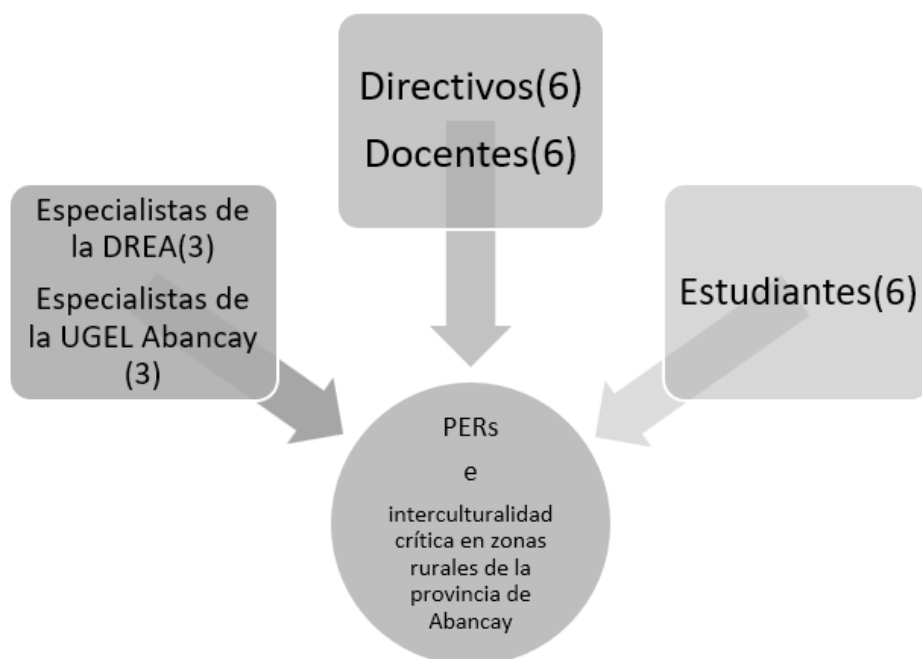 Directivos(6)
Docentes(6)
Especialistas de
la DREA(3)
Especialistas de
la UGEL Abancay
(3)
Estudiantes(6)
PERs
e
interculturalidad
crítica en zonas
rurales de la
provincia de
Abancay